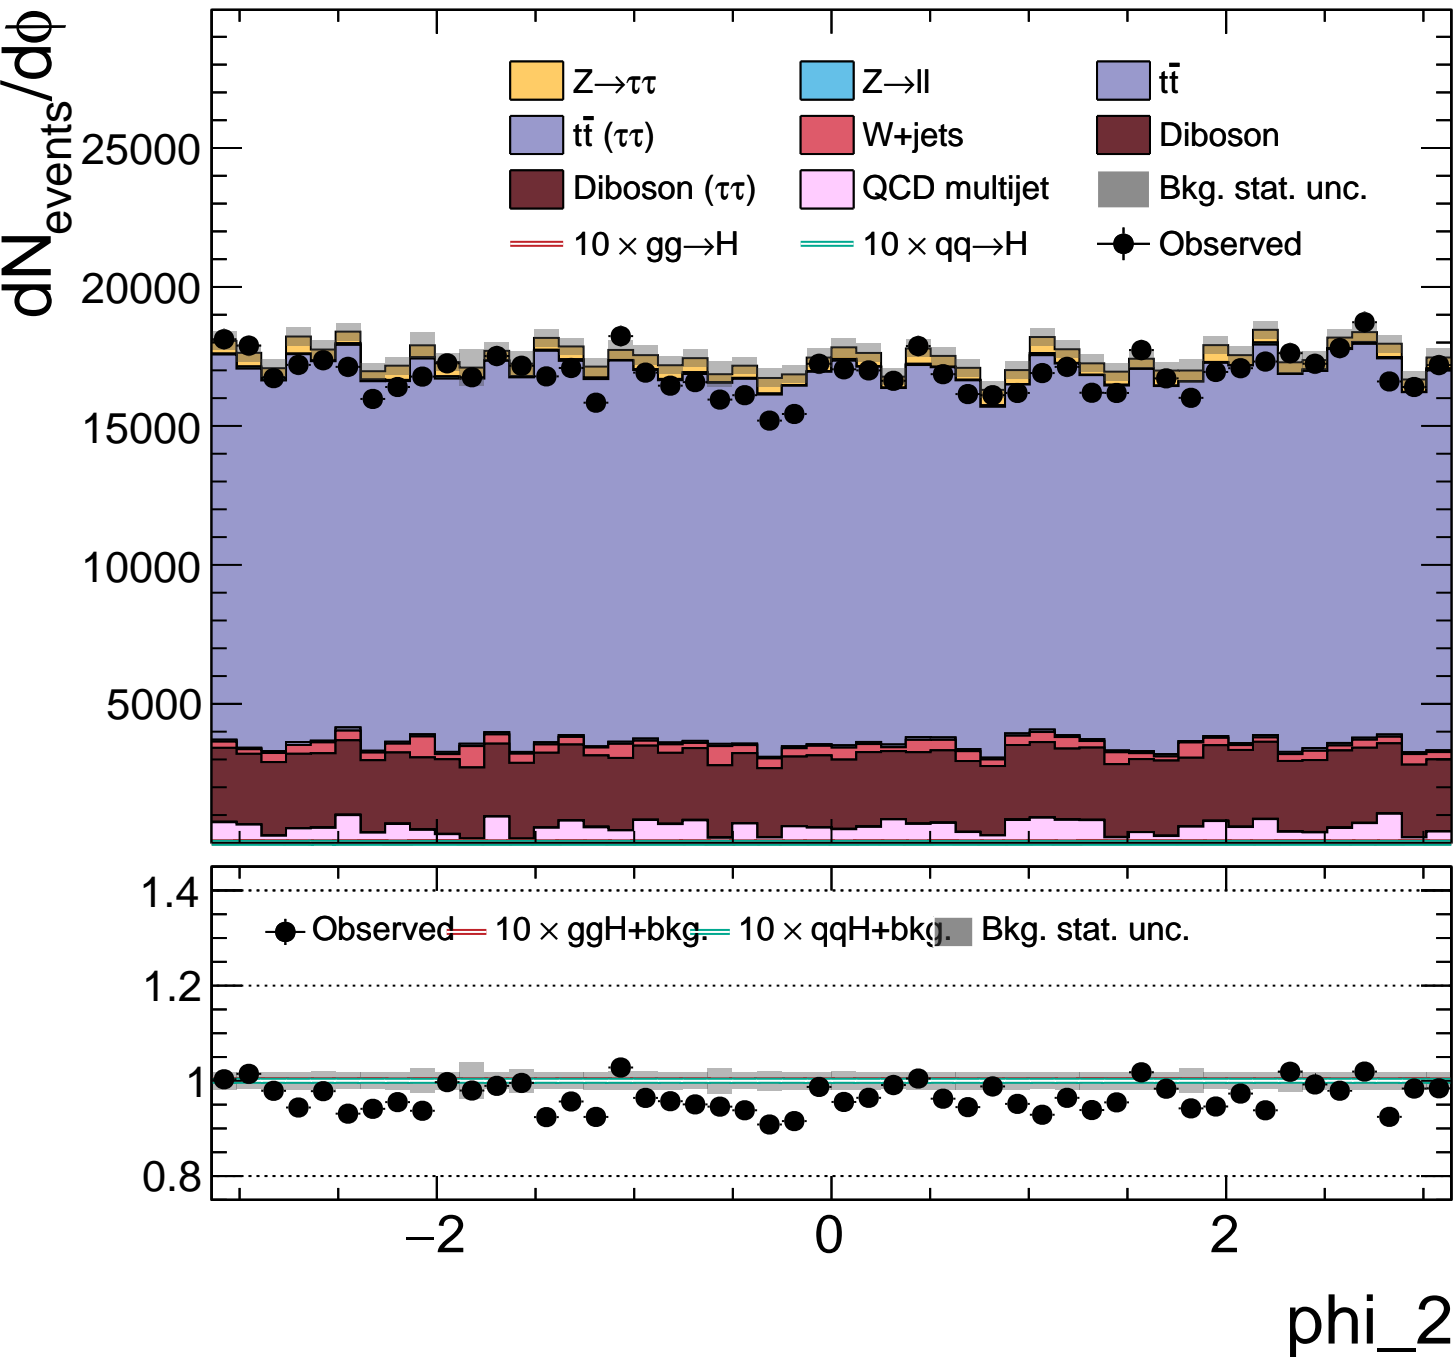 dN_events/dϕ
25000
20000
15000
10000
5000
Z→ττ Z→ll tt̄
tt̄ (ττ) W+jets Diboson
Diboson (ττ) QCD multijet Bkg. stat. unc.
10 × gg→H 10 × qq→H Observed
1.4
Observed 10 × ggH+bkg. 10 × qqH+bkg. Bkg. stat. unc.
1.2
1
0.8
−2 0 2
phi_2